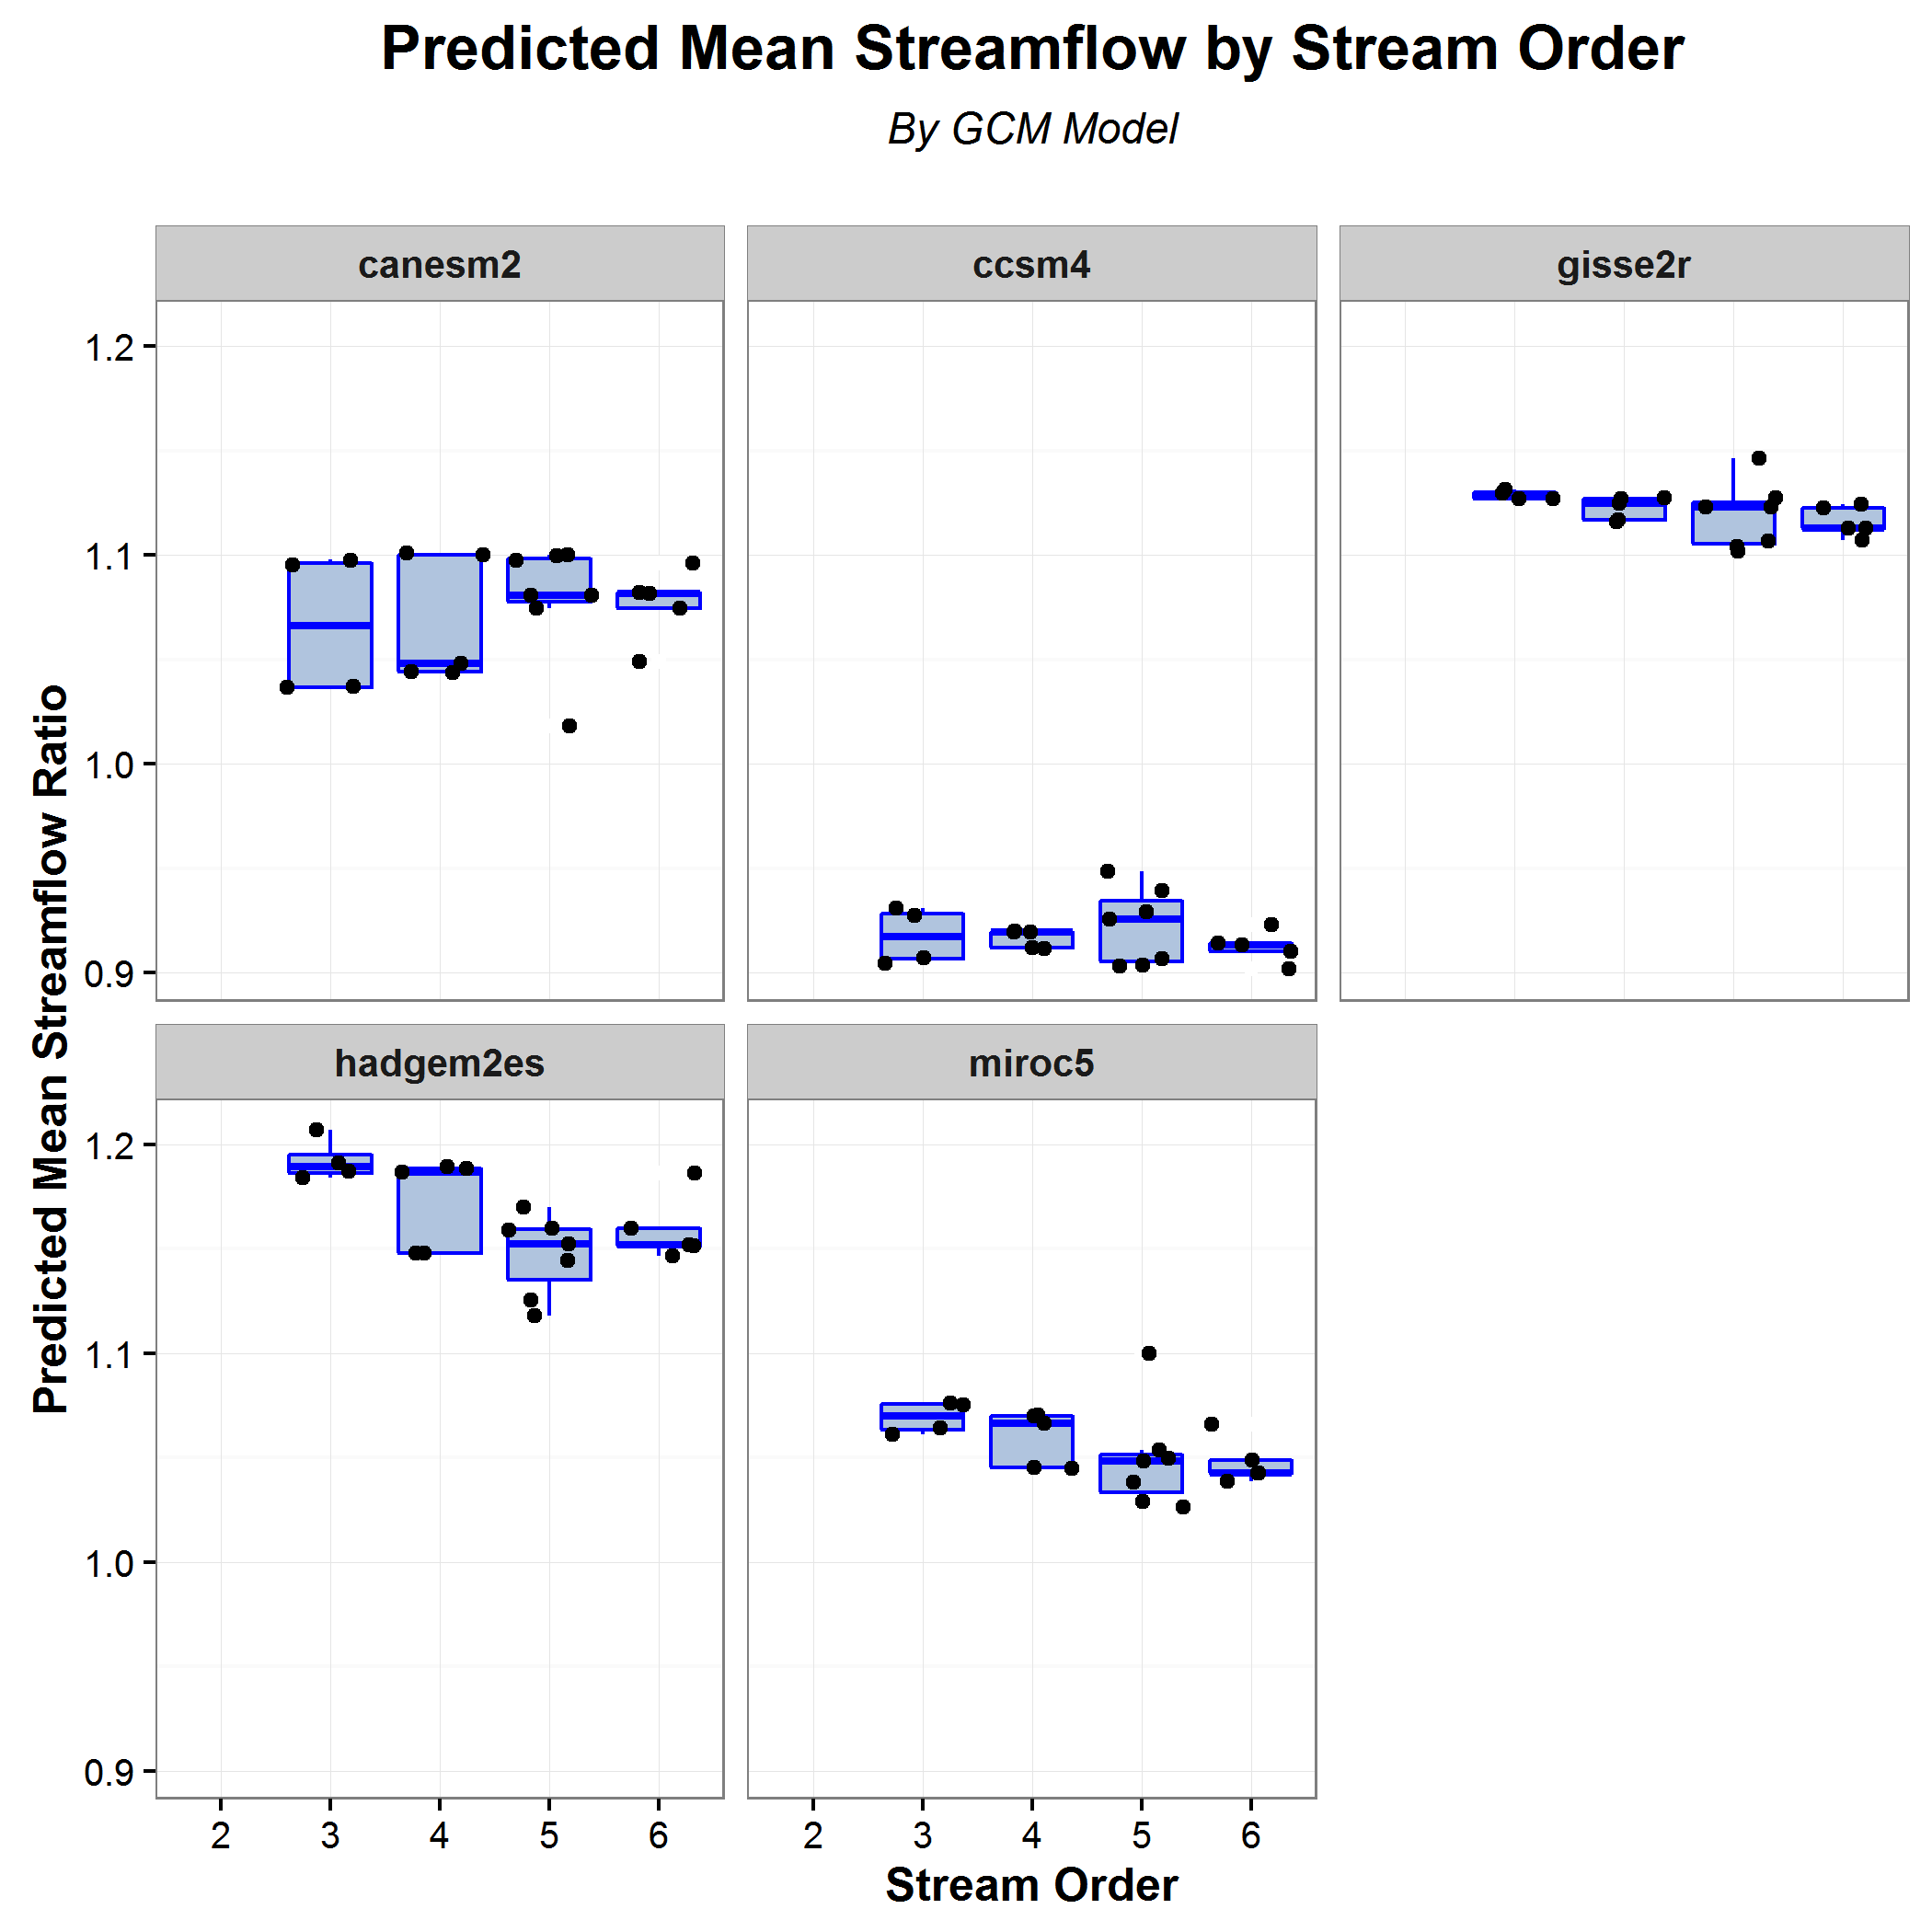 Predicted Mean Streamflow by Stream Order
By GCM Model
canesm2
ccsm4
gisse2r
1.2
1.1
1.0
0.9
hadgem2es
miroc5
1.2
1.1
1.0
0.9
2 3 4 5 6
2 3 4 5 6
Stream Order
Predicted Mean Streamflow Ratio